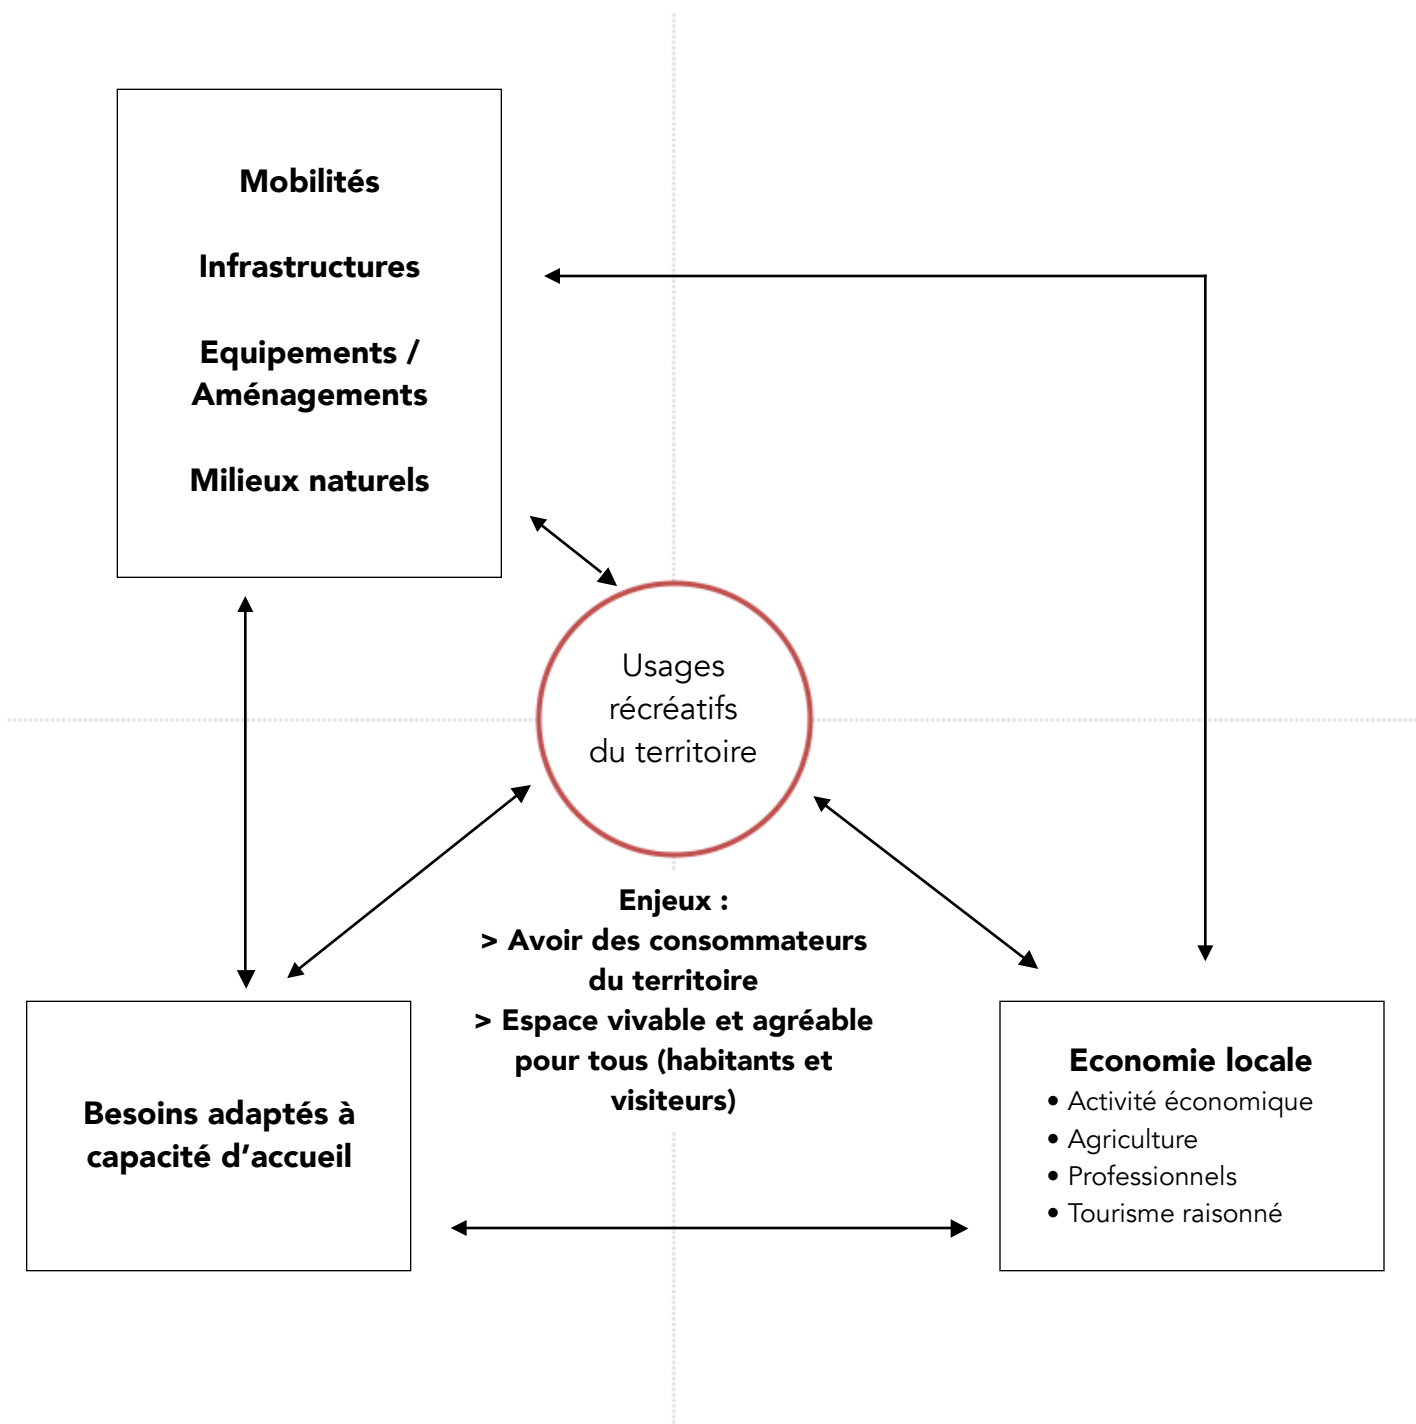 Mobilités
Infrastructures
Equipements /
Aménagements
Milieux naturels
Usages
récréatifs
du territoire
Enjeux :
> Avoir des consommateurs
du territoire
> Espace vivable et agréable
pour tous (habitants et
visiteurs)
Besoins adaptés à
capacité d’accueil
Economie locale
• Activité économique
• Agriculture
• Professionnels
• Tourisme raisonné